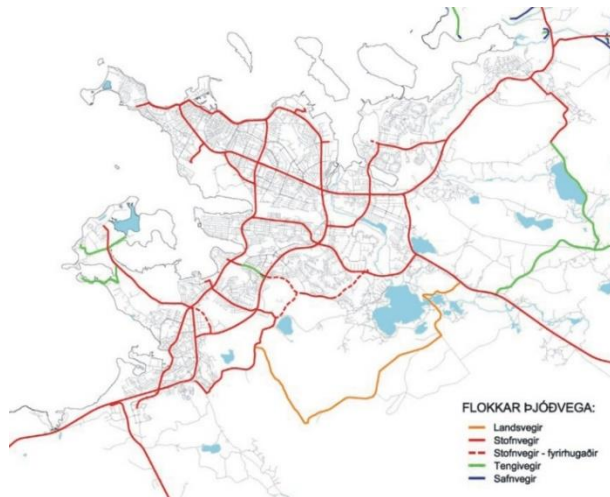 FLOKKAR ÞJÓÐVEGA:
Landsvegir
Stofnvegir
Stofnvegir - fyrirhugaðir
Tengivegir
Safnvegir